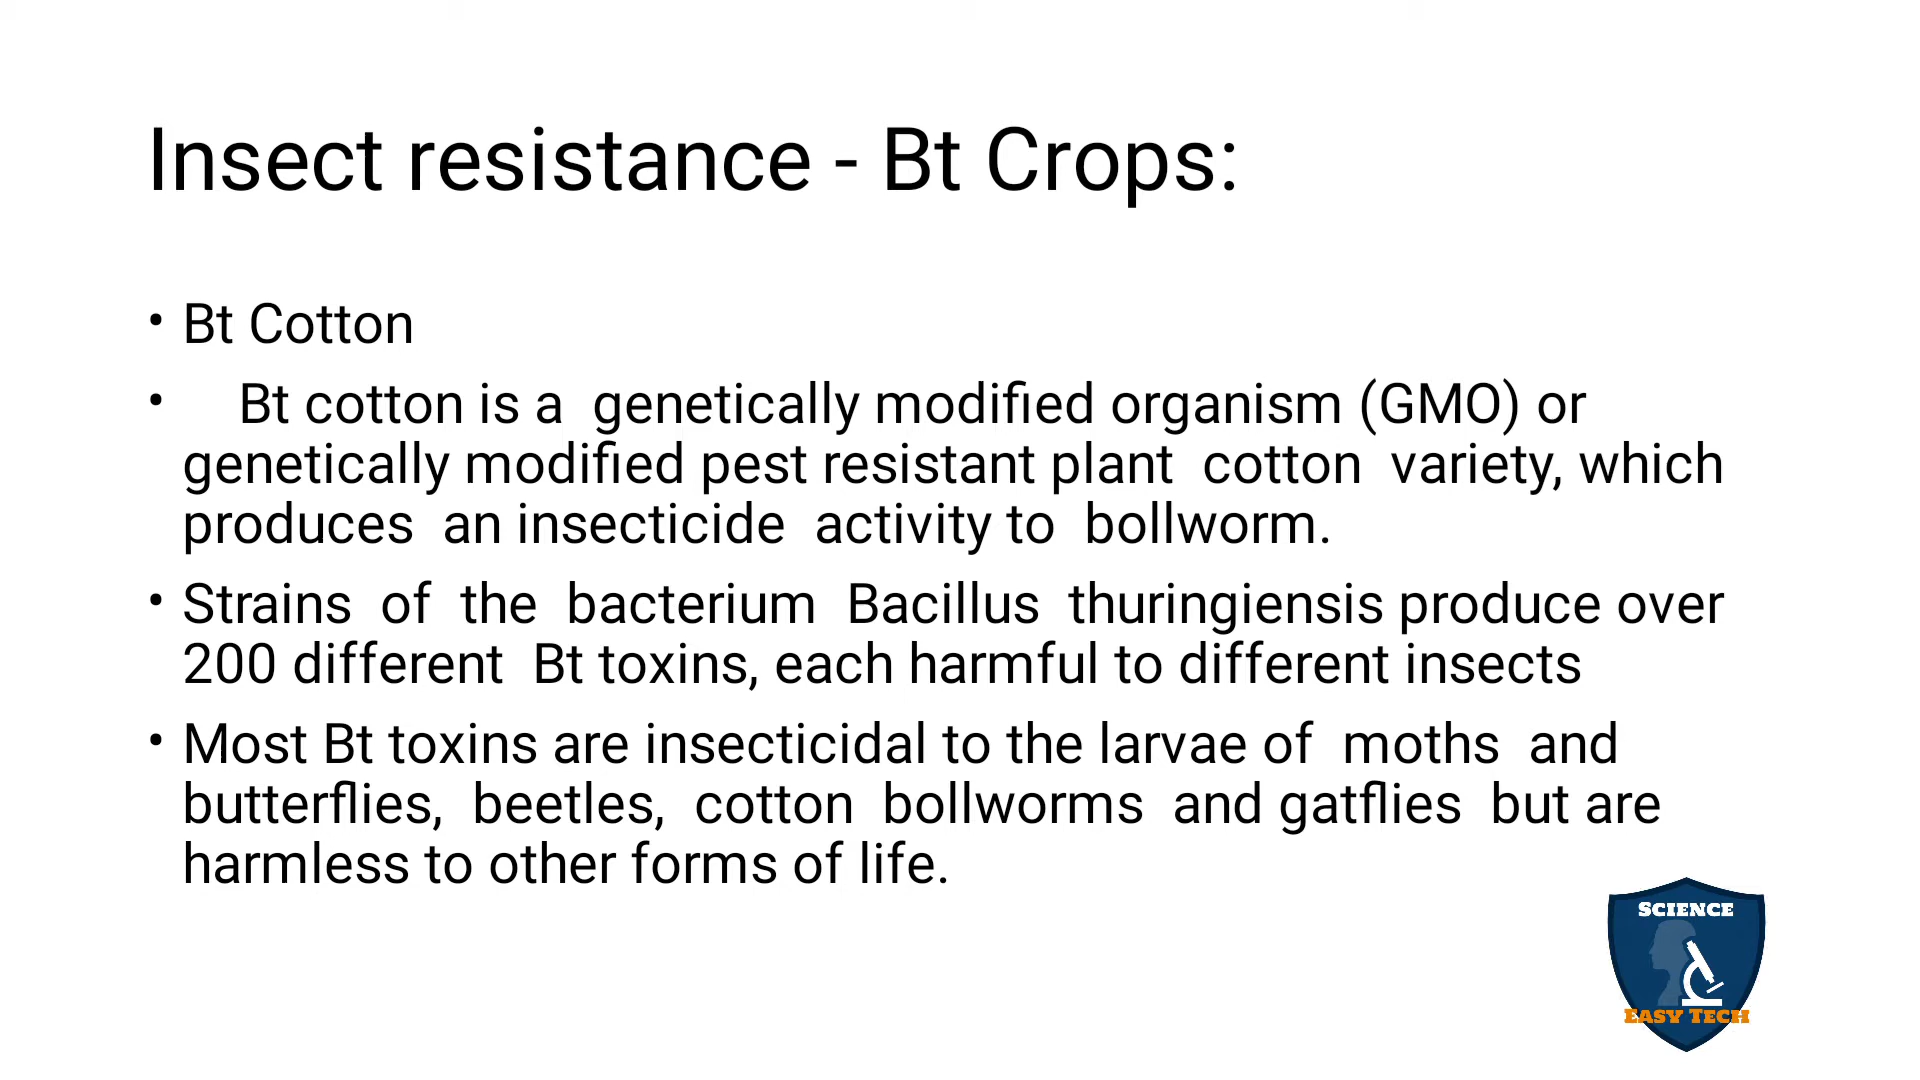 Insect resistance - Bt Crops:
• Bt Cotton
• Bt cotton is a genetically modified organism (GMO) or
genetically modified pest resistant plant cotton variety, which
produces an insecticide activity to bollworm.
• Strains of the bacterium Bacillus thuringiensis produce over
200 different Bt toxins, each harmful to different insects
• Most Bt toxins are insecticidal to the larvae of moths and
butterflies, beetles, cotton bollworms and gatflies but are
harmless to other forms of life.
SCIENCE
EASY TECH